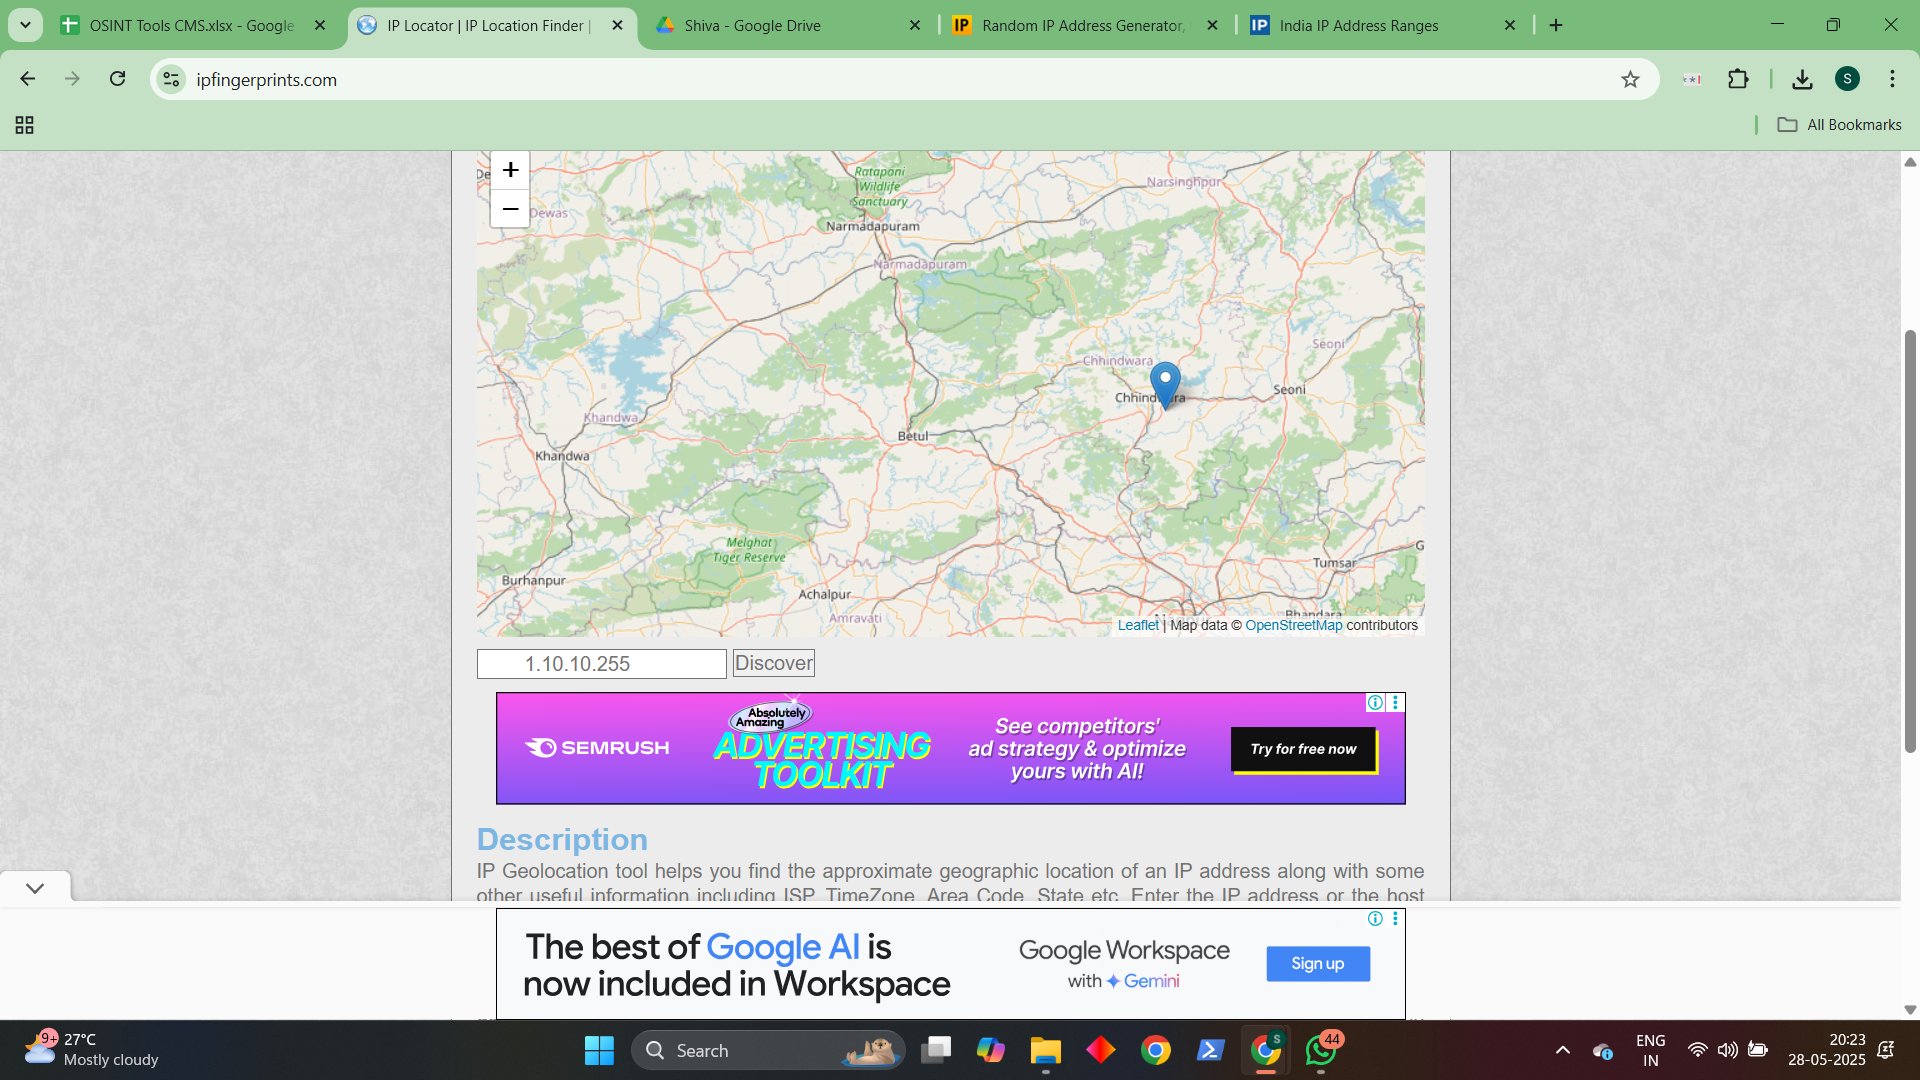 OSINT Tools CMS.xlsx - Google
IP Locator | IP Location Finder |
Shiva - Google Drive
IP
Random IP Address Generator,
IP
India IP Address Ranges
ipfingerprints.com
S
All Bookmarks
+
−
De
Dewas
Ratapani
Wildlife
Sanctuary
Narmadapuram
Narsinghpur
Narmadapuram
Chhindwara
Seoni
Chhindwara
Seoni
Khandwa
Betul
Khandwa
Melghat
Tiger Reserve
Burhanpur
Achalpur
Amravati
Tumsar
G
Bhandara
Leaflet | Map data © OpenStreetMap contributors
1.10.10.255
Discover
SEMRUSH
Absolutely
Amazing
ADVERTISING
TOOLKIT
See competitors'
ad strategy & optimize
yours with AI!
Try for free now
Description
IP Geolocation tool helps you find the approximate geographic location of an IP address along with some
other useful information including ISP, TimeZone, Area Code, State etc. Enter the IP address or the host
The best of Google AI is
now included in Workspace
Google Workspace
with Gemini
Sign up
9+
27°C
Mostly cloudy
Search
S
44
ENG
IN
20:23
28-05-2025